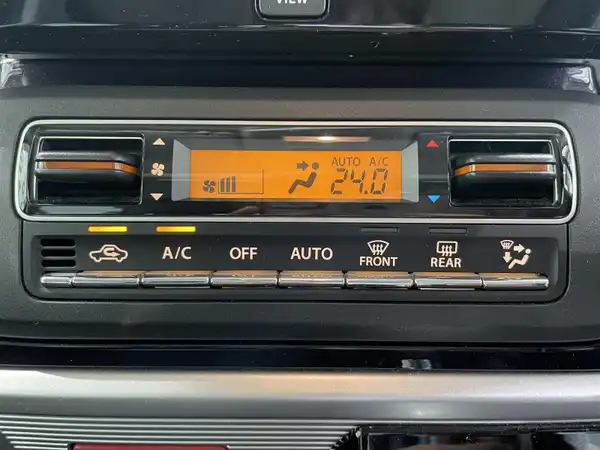 VIEW
AUTO A/C
24.0
A/C OFF AUTO FRONT REAR